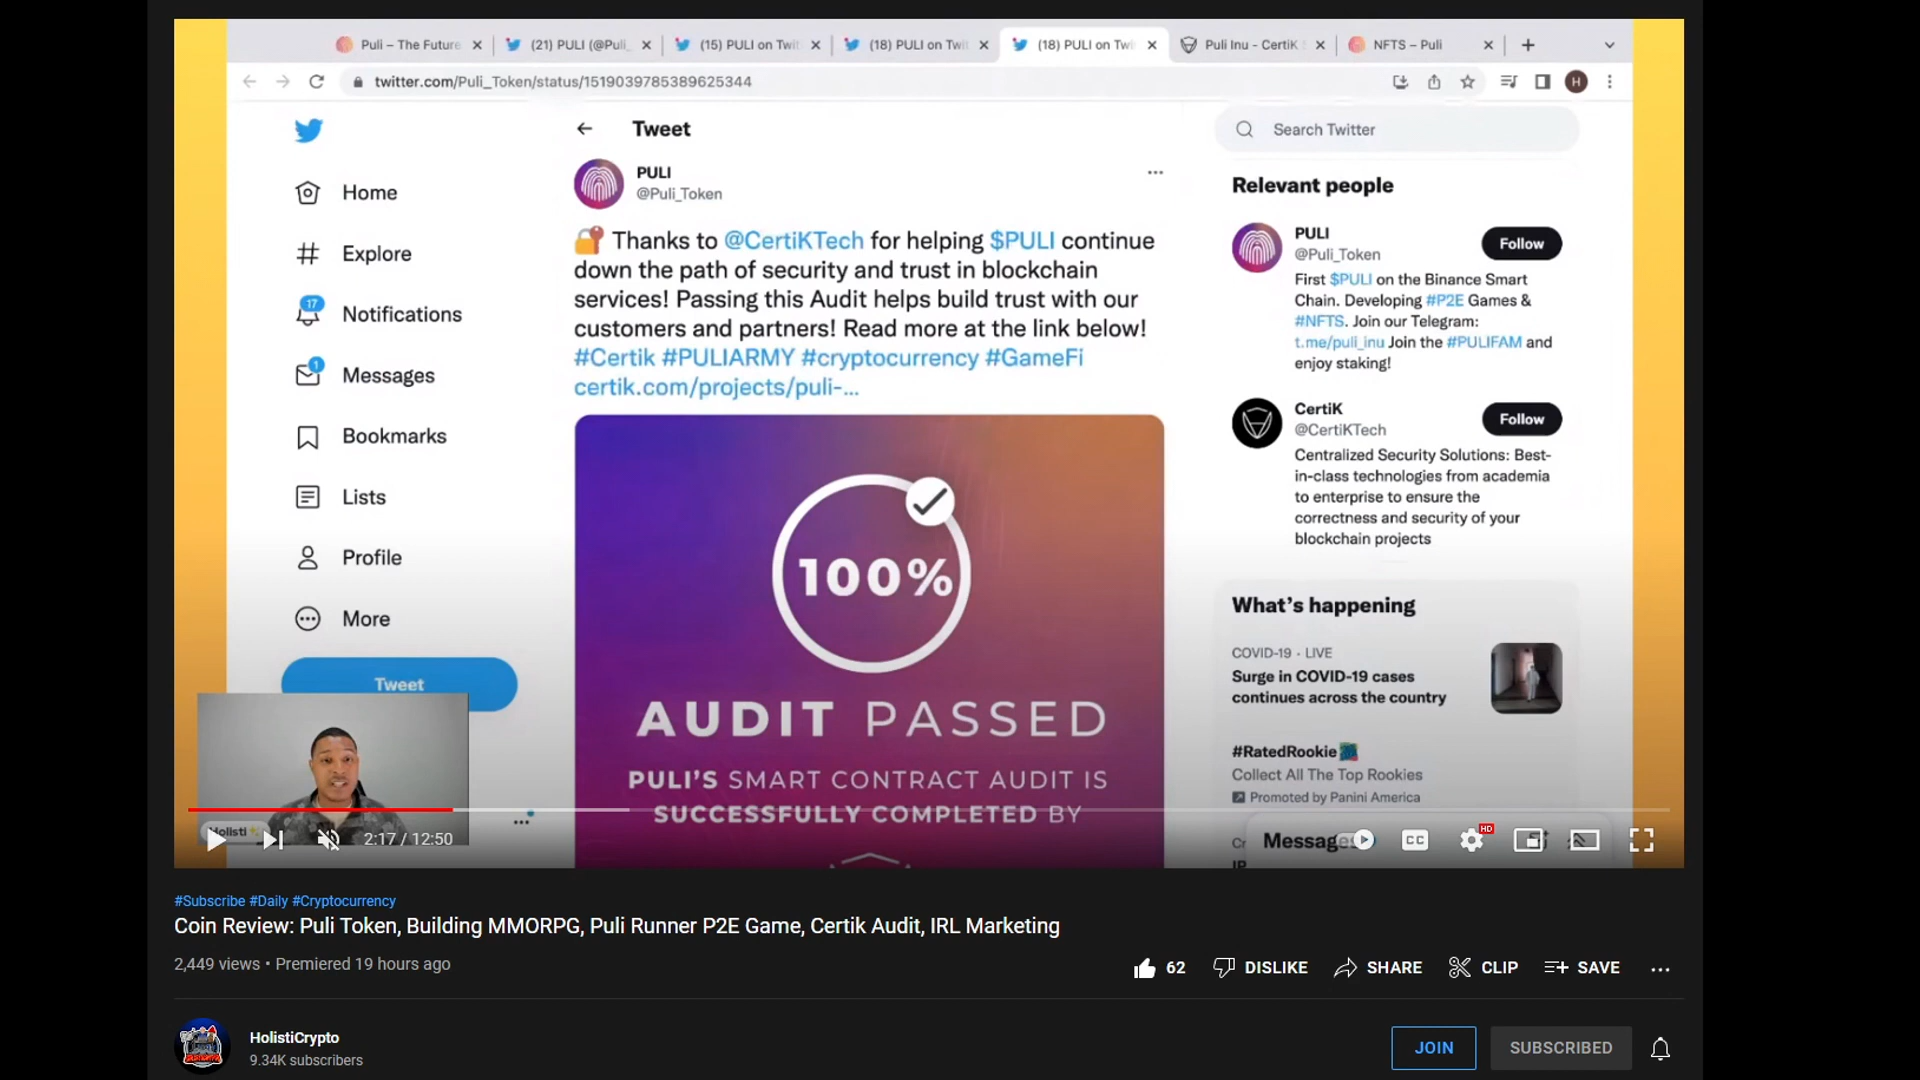 Puli – The Future
(21) PULI (@Puli_
(15) PULI on Twit
(18) PULI on Twit
(18) PULI on Twi
Puli Inu - CertiK
NFTS – Puli
twitter.com/Puli_Token/status/1519039785389625344
H
Home
Explore
17
Notifications
1
Messages
Bookmarks
Lists
Profile
More
Tweet
Tweet
PULI
@Puli_Token
Thanks to @CertiKTech for helping $PULI continue
down the path of security and trust in blockchain
services! Passing this Audit helps build trust with our
customers and partners! Read more at the link below!
#Certik #PULIARMY #cryptocurrency #GameFi
certik.com/projects/puli-...
100%
AUDIT PASSED
PULI'S SMART CONTRACT AUDIT IS
SUCCESSFULLY COMPLETED BY
Search Twitter
Relevant people
PULI
@Puli_Token
Follow
First $PULI on the Binance Smart
Chain. Developing #P2E Games &
#NFTS. Join our Telegram:
t.me/puli_inu Join the #PULIFAM and
enjoy staking!
CertiK
@CertiKTech
Follow
Centralized Security Solutions: Best-
in-class technologies from academia
to enterprise to ensure the
correctness and security of your
blockchain projects
What's happening
COVID-19 · LIVE
Surge in COVID-19 cases
continues across the country
#RatedRookie
Collect All The Top Rookies
Promoted by Panini America
Messages
Holisti
2:17 / 12:50
CC
HD
#Subscribe #Daily #Cryptocurrency
Coin Review: Puli Token, Building MMORPG, Puli Runner P2E Game, Certik Audit, IRL Marketing
2,449 views • Premiered 19 hours ago
62
DISLIKE
SHARE
CLIP
SAVE
HolistiCrypto
9.34K subscribers
JOIN
SUBSCRIBED